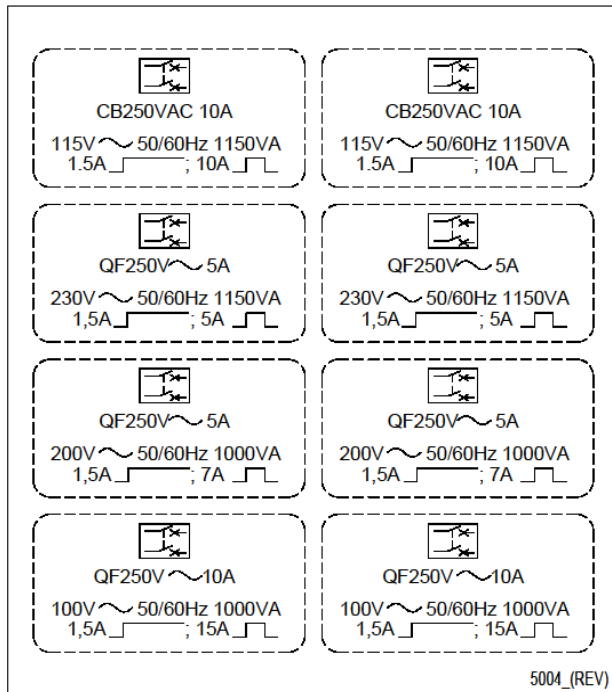 CB250VAC 10A
115V 50/60Hz 1150VA
1.5A ; 10A
CB250VAC 10A
115V 50/60Hz 1150VA
1.5A ; 10A
QF250V 5A
230V 50/60Hz 1150VA
1,5A ; 5A
QF250V 5A
230V 50/60Hz 1150VA
1,5A ; 5A
QF250V 5A
200V 50/60Hz 1000VA
1,5A ; 7A
QF250V 5A
200V 50/60Hz 1000VA
1,5A ; 7A
QF250V 10A
100V 50/60Hz 1000VA
1,5A ; 15A
QF250V 10A
100V 50/60Hz 1000VA
1,5A ; 15A
5004_(REV)